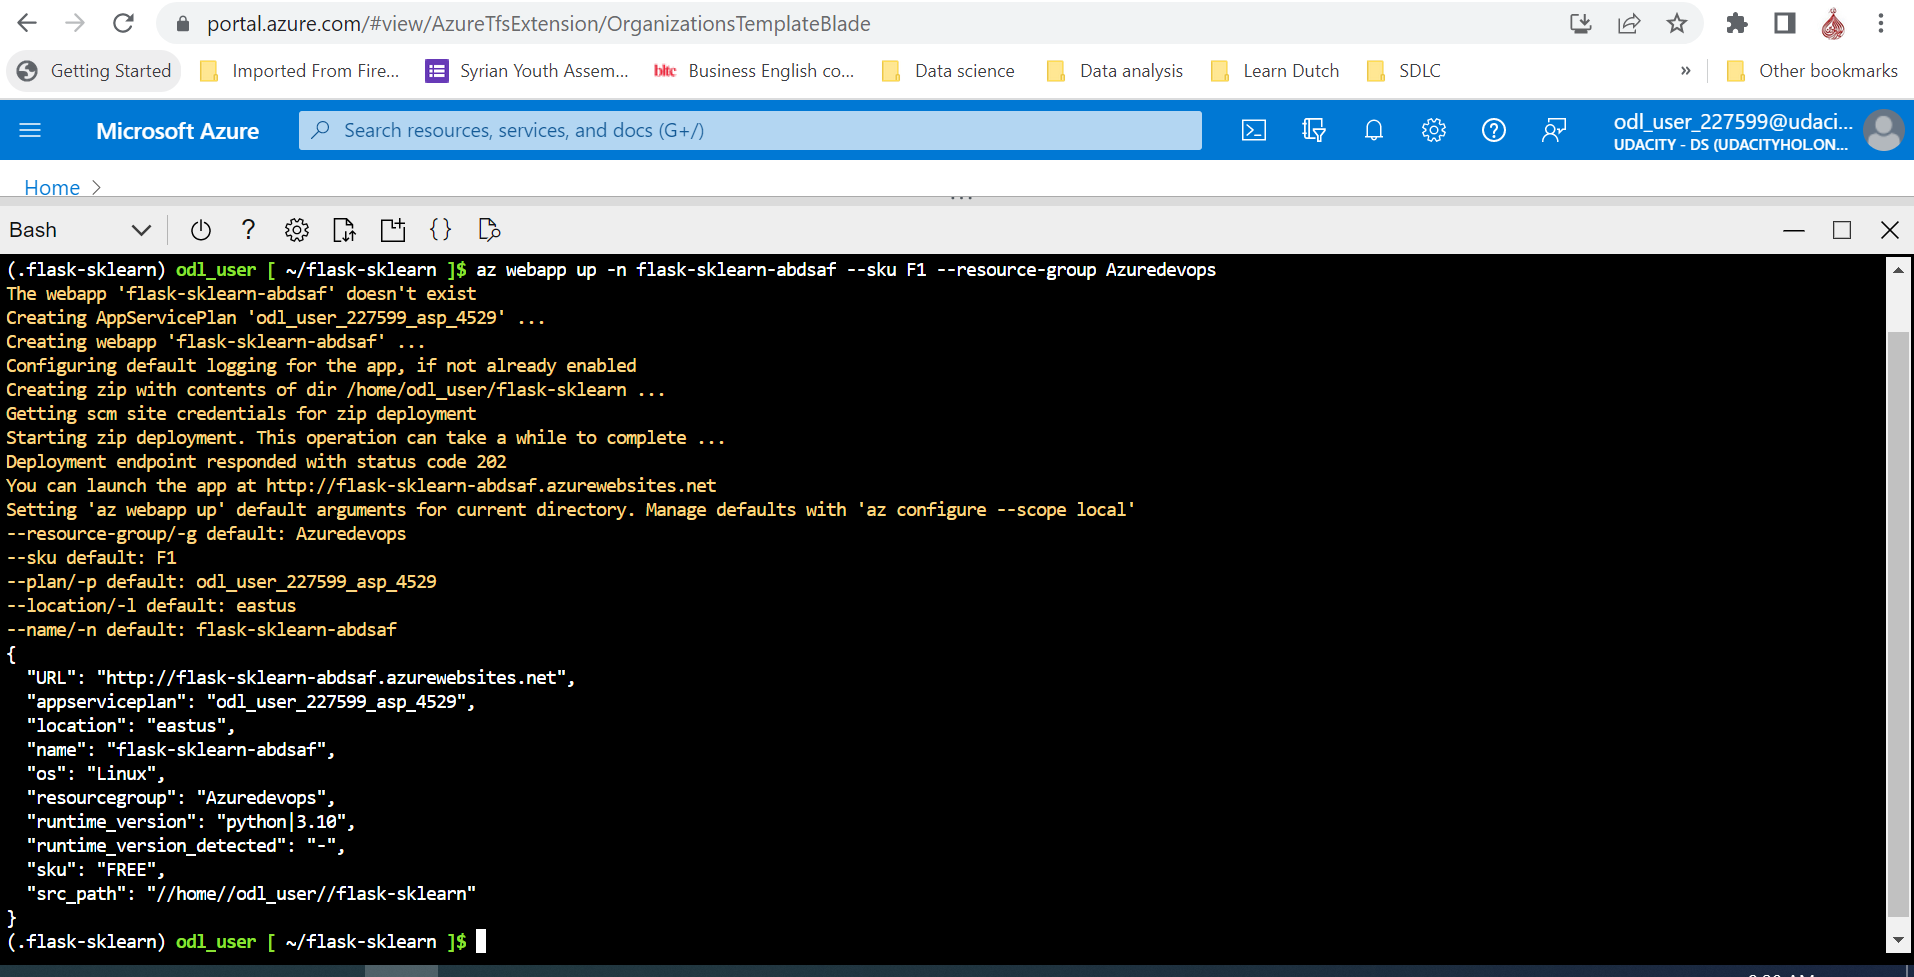 portal.azure.com/#view/AzureTfsExtension/OrganizationsTemplateBlade
Getting Started Imported From Fire... Syrian Youth Assem... blte Business English co... Data science Data analysis Learn Dutch SDLC » Other bookmarks
Microsoft Azure Search resources, services, and docs (G+/) odl_user_227599@udaci...
UDACITY - DS (UDACITYHOL.ON...
Home >
Bash
(.flask-sklearn) odl_user [ ~/flask-sklearn ]$ az webapp up -n flask-sklearn-abdsaf --sku F1 --resource-group Azuredevops
The webapp 'flask-sklearn-abdsaf' doesn't exist
Creating AppServicePlan 'odl_user_227599_asp_4529' ...
Creating webapp 'flask-sklearn-abdsaf' ...
Configuring default logging for the app, if not already enabled
Creating zip with contents of dir /home/odl_user/flask-sklearn ...
Getting scm site credentials for zip deployment
Starting zip deployment. This operation can take a while to complete ...
Deployment endpoint responded with status code 202
You can launch the app at http://flask-sklearn-abdsaf.azurewebsites.net
Setting 'az webapp up' default arguments for current directory. Manage defaults with 'az configure --scope local'
--resource-group/-g default: Azuredevops
--sku default: F1
--plan/-p default: odl_user_227599_asp_4529
--location/-l default: eastus
--name/-n default: flask-sklearn-abdsaf
{
"URL": "http://flask-sklearn-abdsaf.azurewebsites.net",
"appserviceplan": "odl_user_227599_asp_4529",
"location": "eastus",
"name": "flask-sklearn-abdsaf",
"os": "Linux",
"resourcegroup": "Azuredevops",
"runtime_version": "python|3.10",
"runtime_version_detected": "-",
"sku": "FREE",
"src_path": "//home//odl_user//flask-sklearn"
}
(.flask-sklearn) odl_user [ ~/flask-sklearn ]$